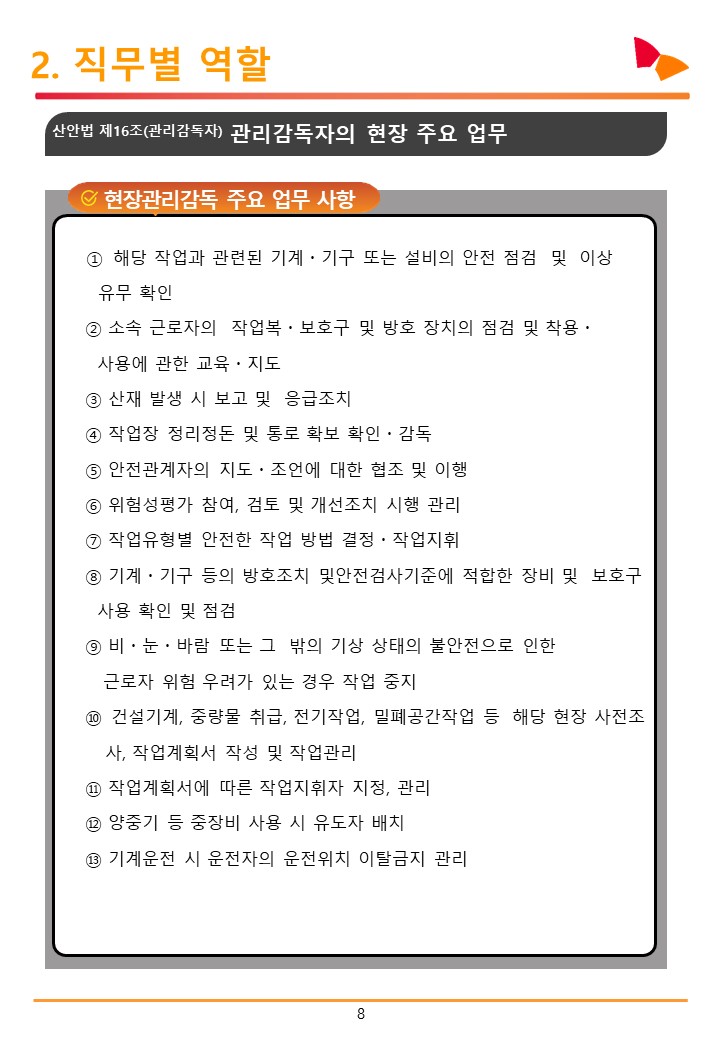 2. 직무별 역할
산안법 제16조(관리감독자) 관리감독자의 현장 주요 업무
현장관리감독 주요 업무 사항
① 해당 작업과 관련된 기계·기구 또는 설비의 안전 점검 및 이상
유무 확인
② 소속 근로자의 작업복·보호구 및 방호 장치의 점검 및 착용·
사용에 관한 교육·지도
③ 산재 발생 시 보고 및 응급조치
④ 작업장 정리정돈 및 통로 확보 확인·감독
⑤ 안전관계자의 지도·조언에 대한 협조 및 이행
⑥ 위험성평가 참여, 검토 및 개선조치 시행 관리
⑦ 작업유형별 안전한 작업 방법 결정·작업지휘
⑧ 기계·기구 등의 방호조치 및안전검사기준에 적합한 장비 및 보호구
사용 확인 및 점검
⑨ 비·눈·바람 또는 그 밖의 기상 상태의 불안전으로 인한
근로자 위험 우려가 있는 경우 작업 중지
⑩ 건설기계, 중량물 취급, 전기작업, 밀폐공간작업 등 해당 현장 사전조
사, 작업계획서 작성 및 작업관리
⑪ 작업계획서에 따른 작업지휘자 지정, 관리
⑫ 양중기 등 중장비 사용 시 유도자 배치
⑬ 기계운전 시 운전자의 운전위치 이탈금지 관리
8